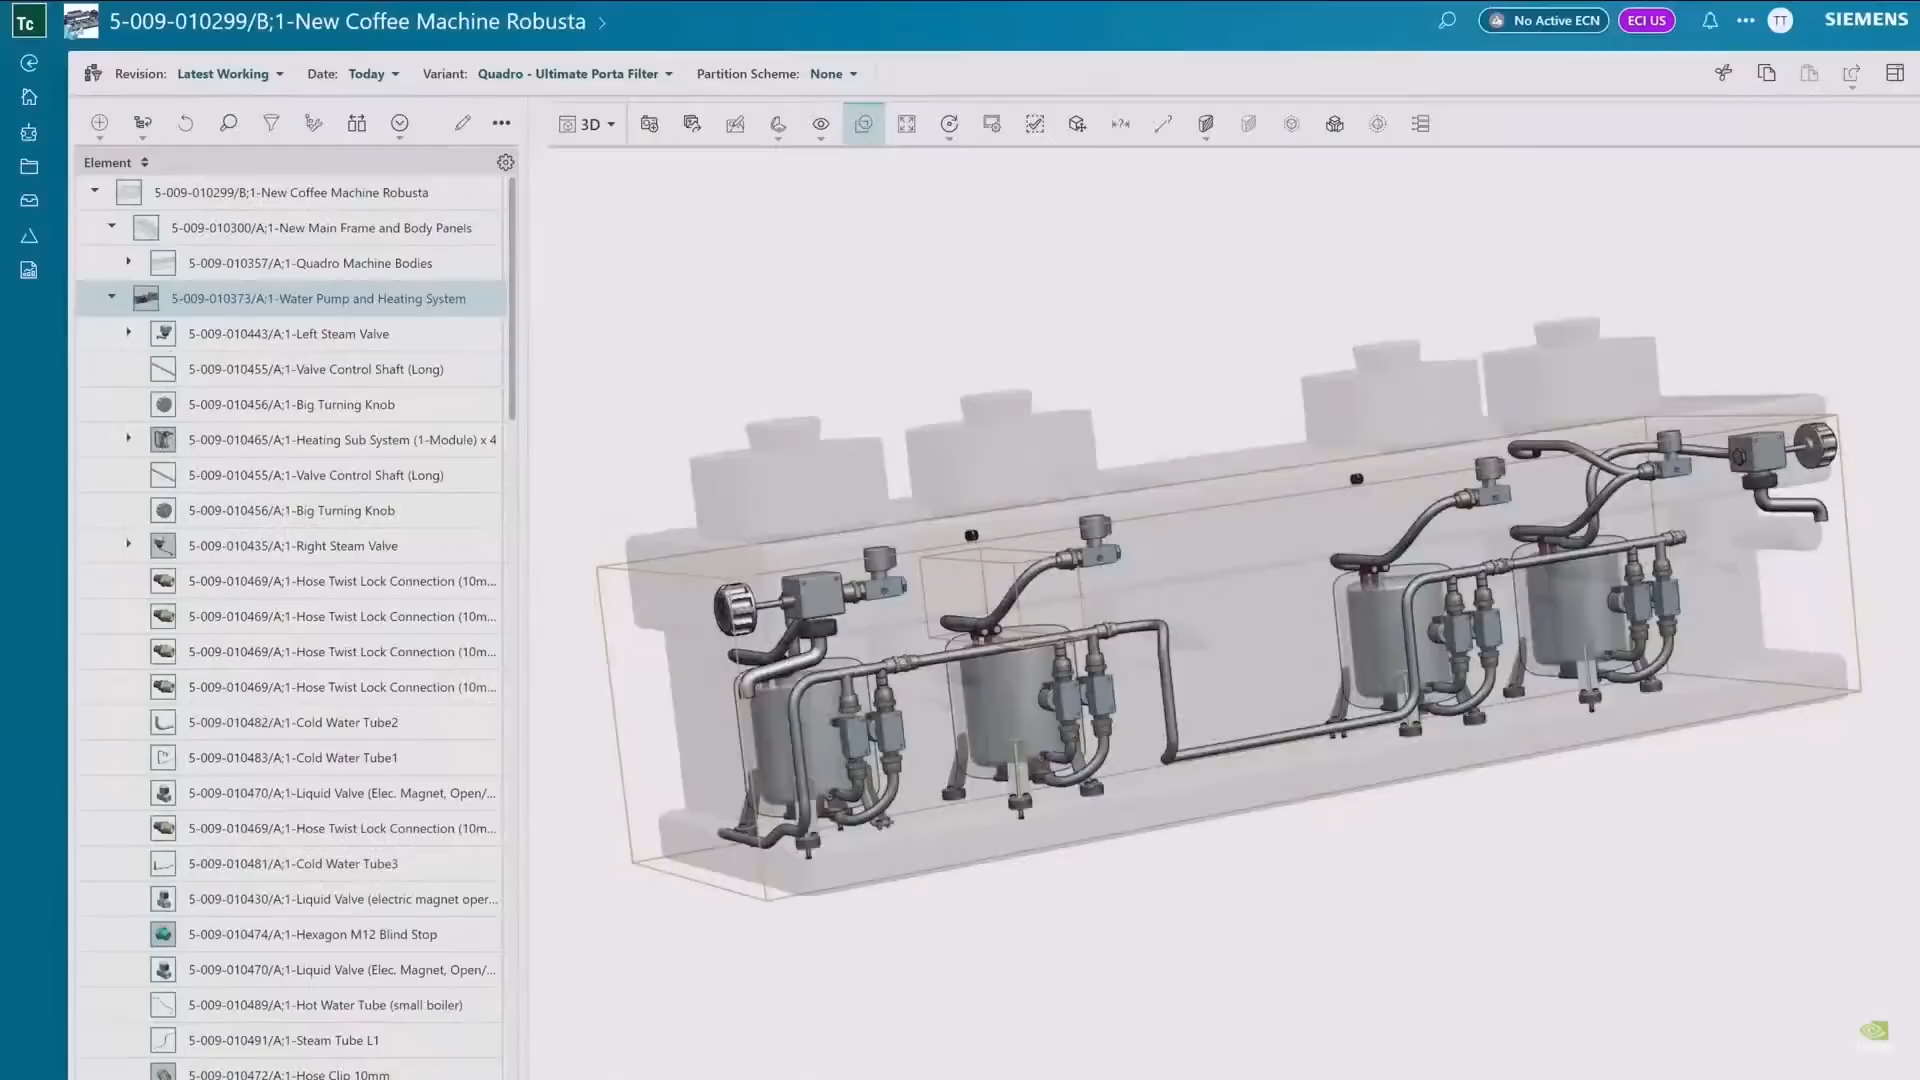 Tc
5-009-010299/B;1-New Coffee Machine Robusta
No Active ECN
ECI US
TT
SIEMENS
Revision: Latest Working
Date: Today
Variant: Quadro - Ultimate Porta Filter
Partition Scheme: None
3D
Element
5-009-010299/B;1-New Coffee Machine Robusta
5-009-010300/A;1-New Main Frame and Body Panels
5-009-010357/A;1-Quadro Machine Bodies
5-009-010373/A;1-Water Pump and Heating System
5-009-010443/A;1-Left Steam Valve
5-009-010455/A;1-Valve Control Shaft (Long)
5-009-010456/A;1-Big Turning Knob
5-009-010465/A;1-Heating Sub System (1-Module) x 4
5-009-010455/A;1-Valve Control Shaft (Long)
5-009-010456/A;1-Big Turning Knob
5-009-010435/A;1-Right Steam Valve
5-009-010469/A;1-Hose Twist Lock Connection (10m...
5-009-010469/A;1-Hose Twist Lock Connection (10m...
5-009-010469/A;1-Hose Twist Lock Connection (10m...
5-009-010469/A;1-Hose Twist Lock Connection (10m...
5-009-010482/A;1-Cold Water Tube2
5-009-010483/A;1-Cold Water Tube1
5-009-010470/A;1-Liquid Valve (Elec. Magnet, Open/...
5-009-010469/A;1-Hose Twist Lock Connection (10m...
5-009-010481/A;1-Cold Water Tube3
5-009-010430/A;1-Liquid Valve (electric magnet oper...
5-009-010474/A;1-Hexagon M12 Blind Stop
5-009-010470/A;1-Liquid Valve (Elec. Magnet, Open/...
5-009-010489/A;1-Hot Water Tube (small boiler)
5-009-010491/A;1-Steam Tube L1
5-009-010472/A;1-Hose Clip 10mm